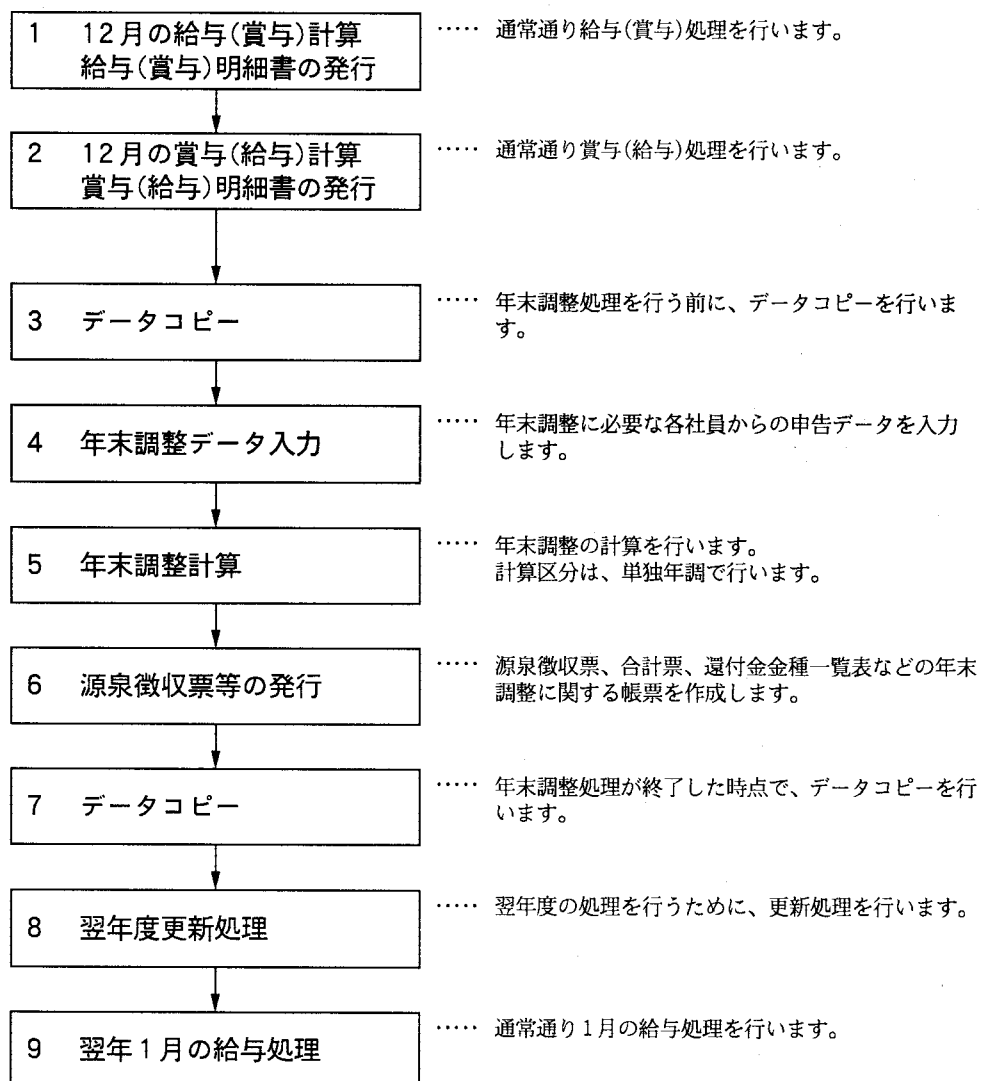 1 12月の給与(賞与)計算
給与(賞与)明細書の発行
····· 通常通り給与(賞与)処理を行います。
2 12月の賞与(給与)計算
賞与(給与)明細書の発行
····· 通常通り賞与(給与)処理を行います。
3 データコピー
····· 年末調整処理を行う前に、データコピーを行いま
す。
4 年末調整データ入力
····· 年末調整に必要な各社員からの申告データを入力
します。
5 年末調整計算
····· 年末調整の計算を行います。
計算区分は、単独年調で行います。
6 源泉徴収票等の発行
····· 源泉徴収票、合計票、還付金金種一覧表などの年末
調整に関する帳票を作成します。
7 データコピー
····· 年末調整処理が終了した時点で、データコピーを行
います。
8 翌年度更新処理
····· 翌年度の処理を行うために、更新処理を行います。
9 翌年1月の給与処理
····· 通常通り1月の給与処理を行います。